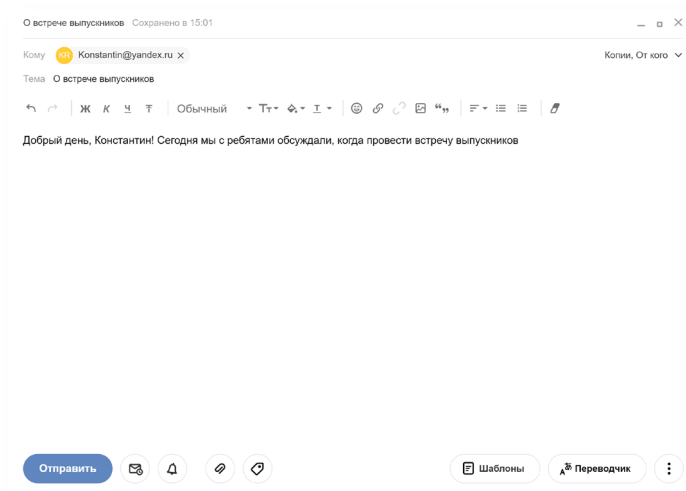 О встрече выпускников Сохранено в 15:01
Кому KR Konstantin@yandex.ru × Копии, От кого
Тема О встрече выпускников
Ж К Ч Т Обычный Тт Т
Добрый день, Константин! Сегодня мы с ребятами обсуждали, когда провести встречу выпускников
Отправить Шаблоны Переводчик